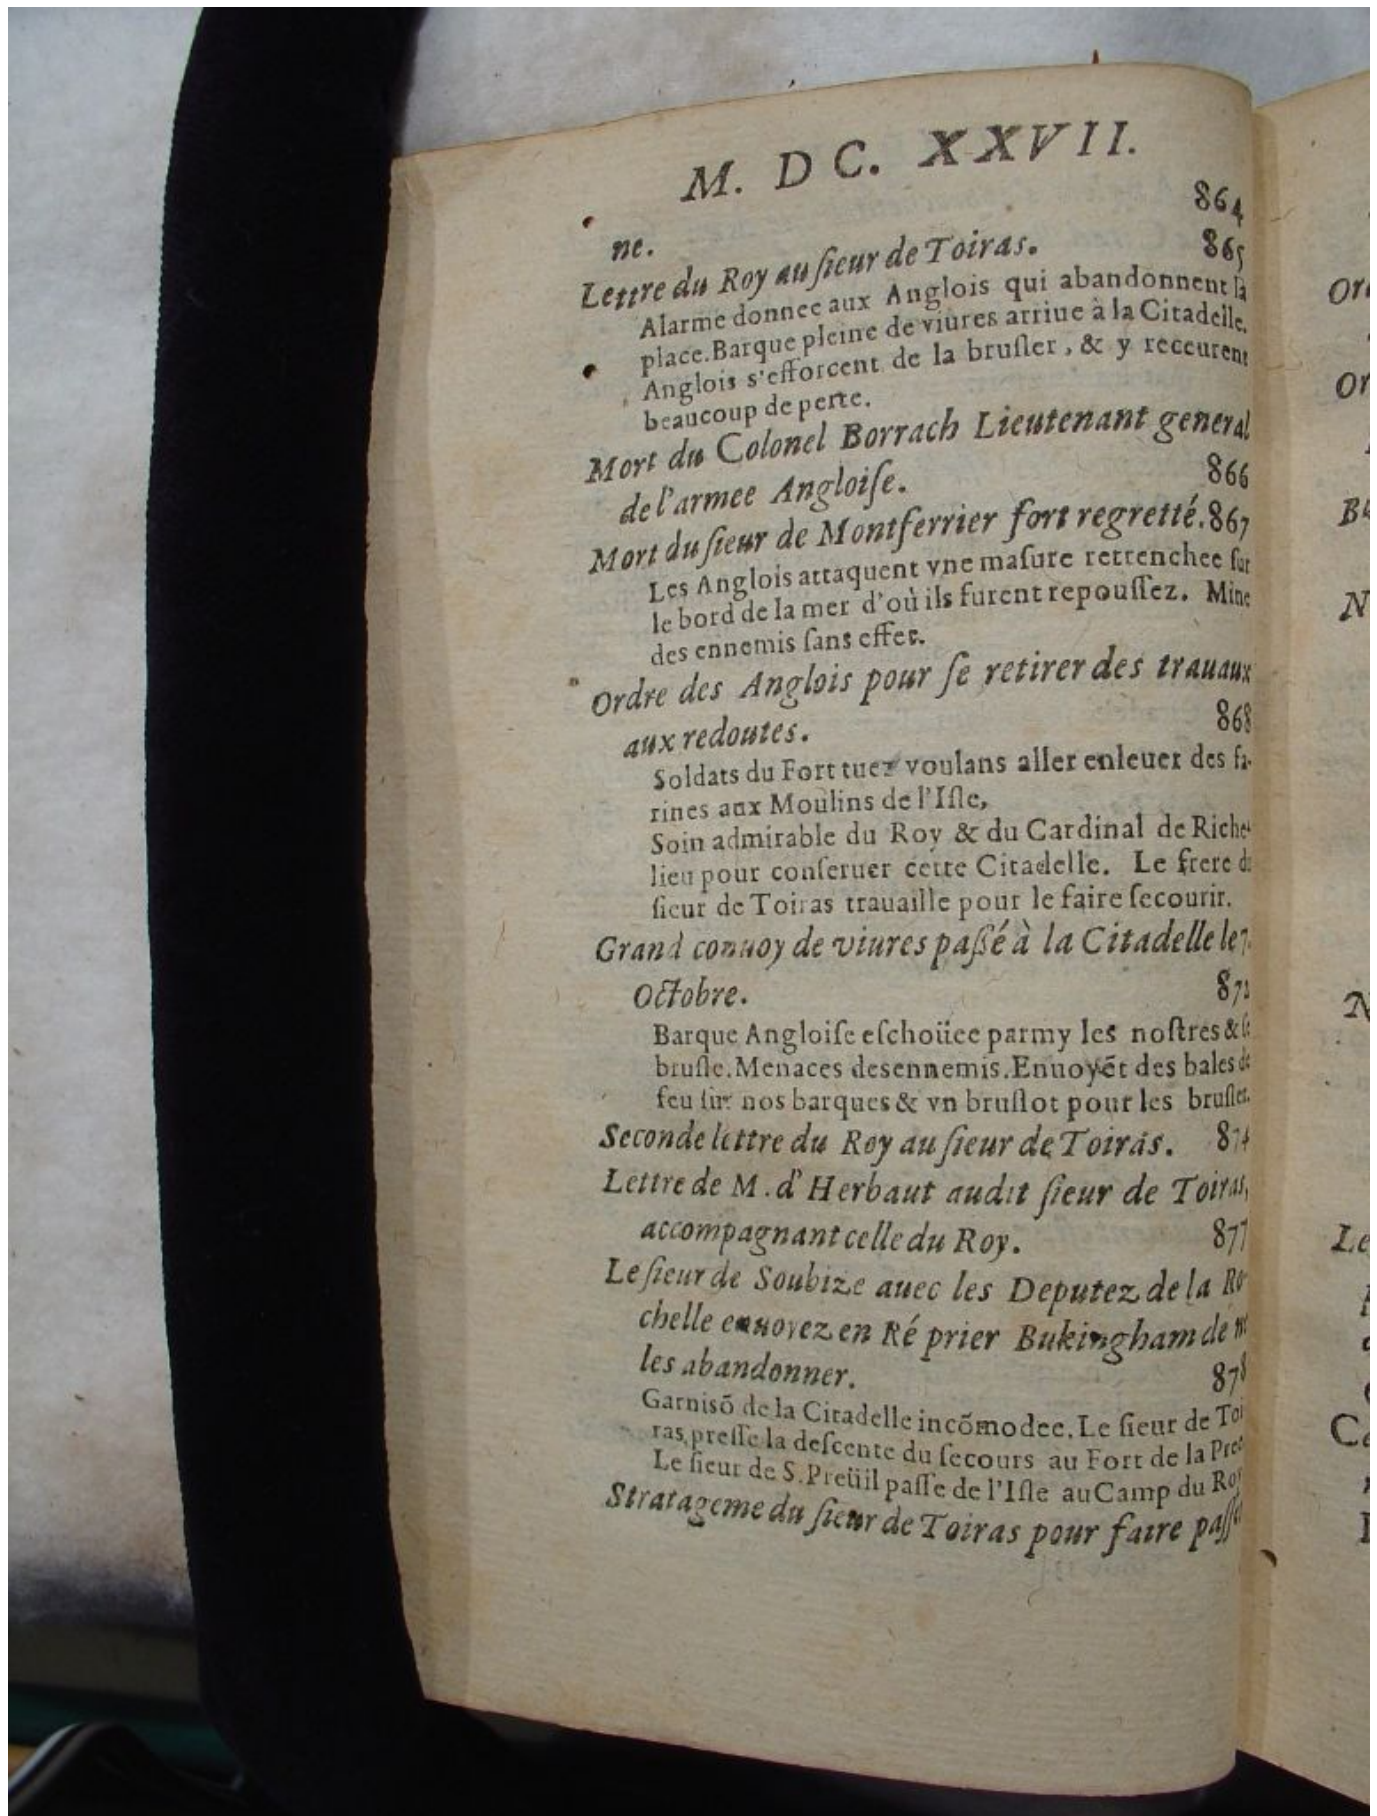 M. DC. XXVII.
ne. 864
Lettre du Roy au ſieur de Toiras. 865
Alarme donnee aux Anglois qui abandonnent la
place. Barque pleine de viures arriue à la Citadelle.
Anglois s'efforcent de la bruſler, & y receurent
beaucoup de perte.
Mort du Colonel Borrach Lieutenant general
de l'armee Angloiſe. 866
Mort du ſieur de Montferrier fort regretté. 867
Les Anglois attaquent vne maſure retrenchee ſur
le bord de la mer d'où ils furent repouſſez. Mine
des ennemis ſans effet.
Ordre des Anglois pour ſe retirer des trauaux
aux redoutes. 868
Soldats du Fort tuez voulans aller enleuer des fa-
rines aux Moulins de l'Iſle,
Soin admirable du Roy & du Cardinal de Riche-
lieu pour conſeruer cette Citadelle. Le frere du
ſieur de Toiras trauaille pour le faire ſecourir.
Grand conuoy de viures paſſé à la Citadelle le 7.
Octobre.
Barque Angloiſe eſchoüee parmy les noſtres & ſe
bruſle. Menaces des ennemis. Enuoyẽt des bales de
feu ſur nos barques & vn bruſlot pour les bruſler.
Seconde lettre du Roy au ſieur de Toiras. 874
Lettre de M. d'Herbaut audit ſieur de Toiras,
accompagnant celle du Roy. 877
Le ſieur de Soubize auec les Deputez de la Ro-
chelle enuoyez en Ré prier Bukingham de ne
les abandonner. 878
Garniſõ de la Citadelle incõmodee. Le ſieur de Toi-
ras preſſe la deſcente du ſecours au Fort de la Pree
Le ſieur de S. Preüil paſſe de l'Iſle au Camp du Roy
Stratageme du ſieur de Toiras pour faire paſſer
Or
Or
N
N
Le